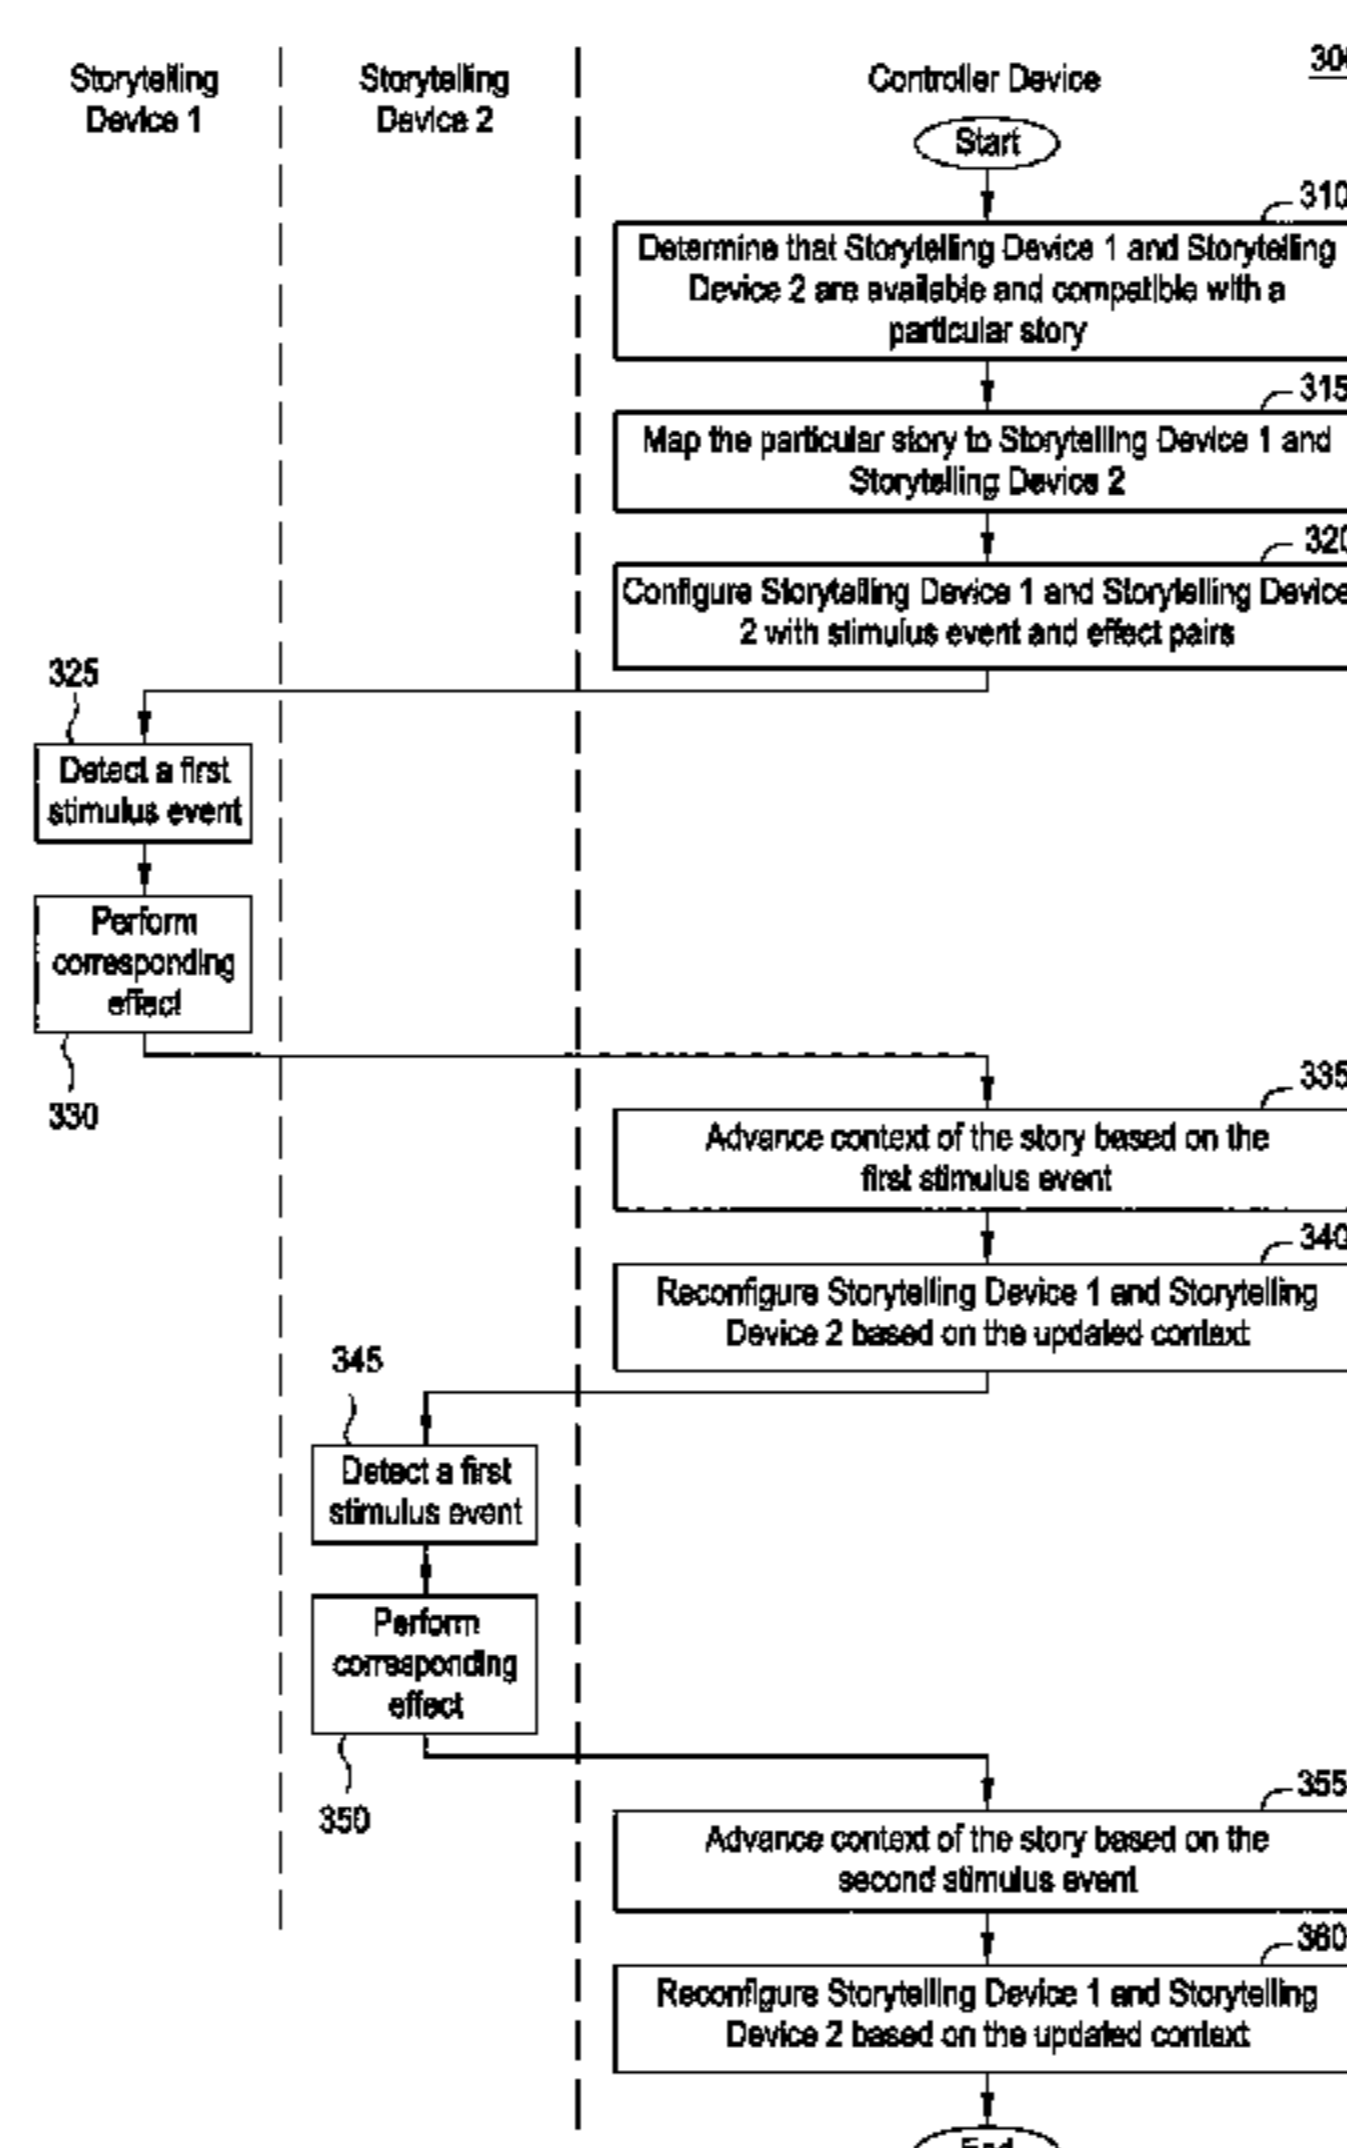 Storytelling
Device 1
Storytelling
Device 2
Controller Device
Start
310
Determine that Storytelling Device 1 and Storytelling
Device 2 are available and compatible with a
particular story
315
Map the particular story to Storytelling Device 1 and
Storytelling Device 2
320
Configure Storytelling Device 1 and Storytelling Device
2 with stimulus event and effect pairs
325
Detect a first
stimulus event
Perform
corresponding
effect
330
335
Advance context of the story based on the
first stimulus event
340
Reconfigure Storytelling Device 1 and Storytelling
Device 2 based on the updated context
345
Detect a first
stimulus event
Perform
corresponding
effect
350
355
Advance context of the story based on the
second stimulus event
360
Reconfigure Storytelling Device 1 and Storytelling
Device 2 based on the updated context
End